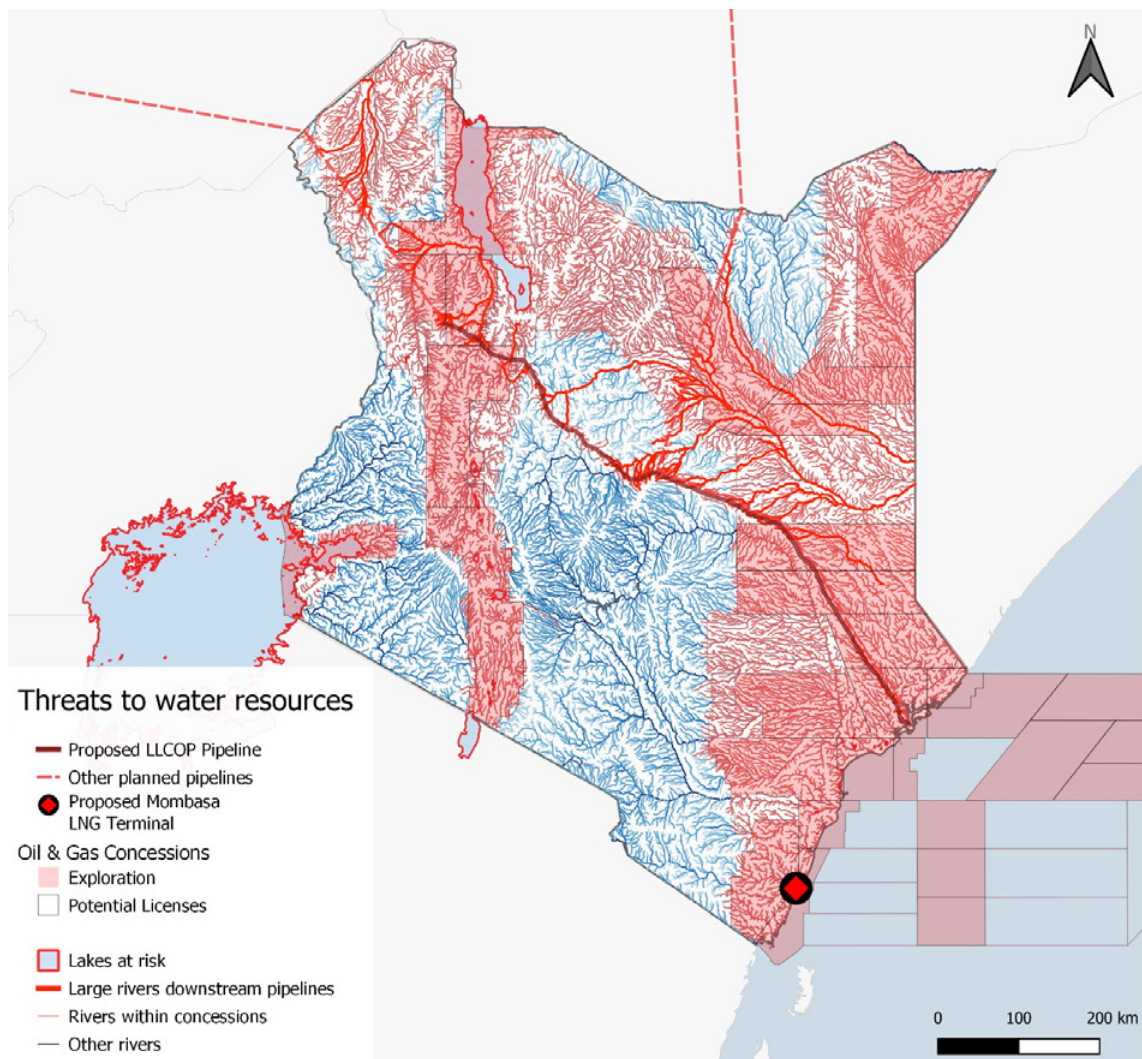 N
Threats to water resources
Proposed LLCOP Pipeline
Other planned pipelines
Proposed Mombasa
LNG Terminal
Oil & Gas Concessions
Exploration
Potential Licenses
Lakes at risk
Large rivers downstream pipelines
Rivers within concessions
Other rivers
0 100 200 km